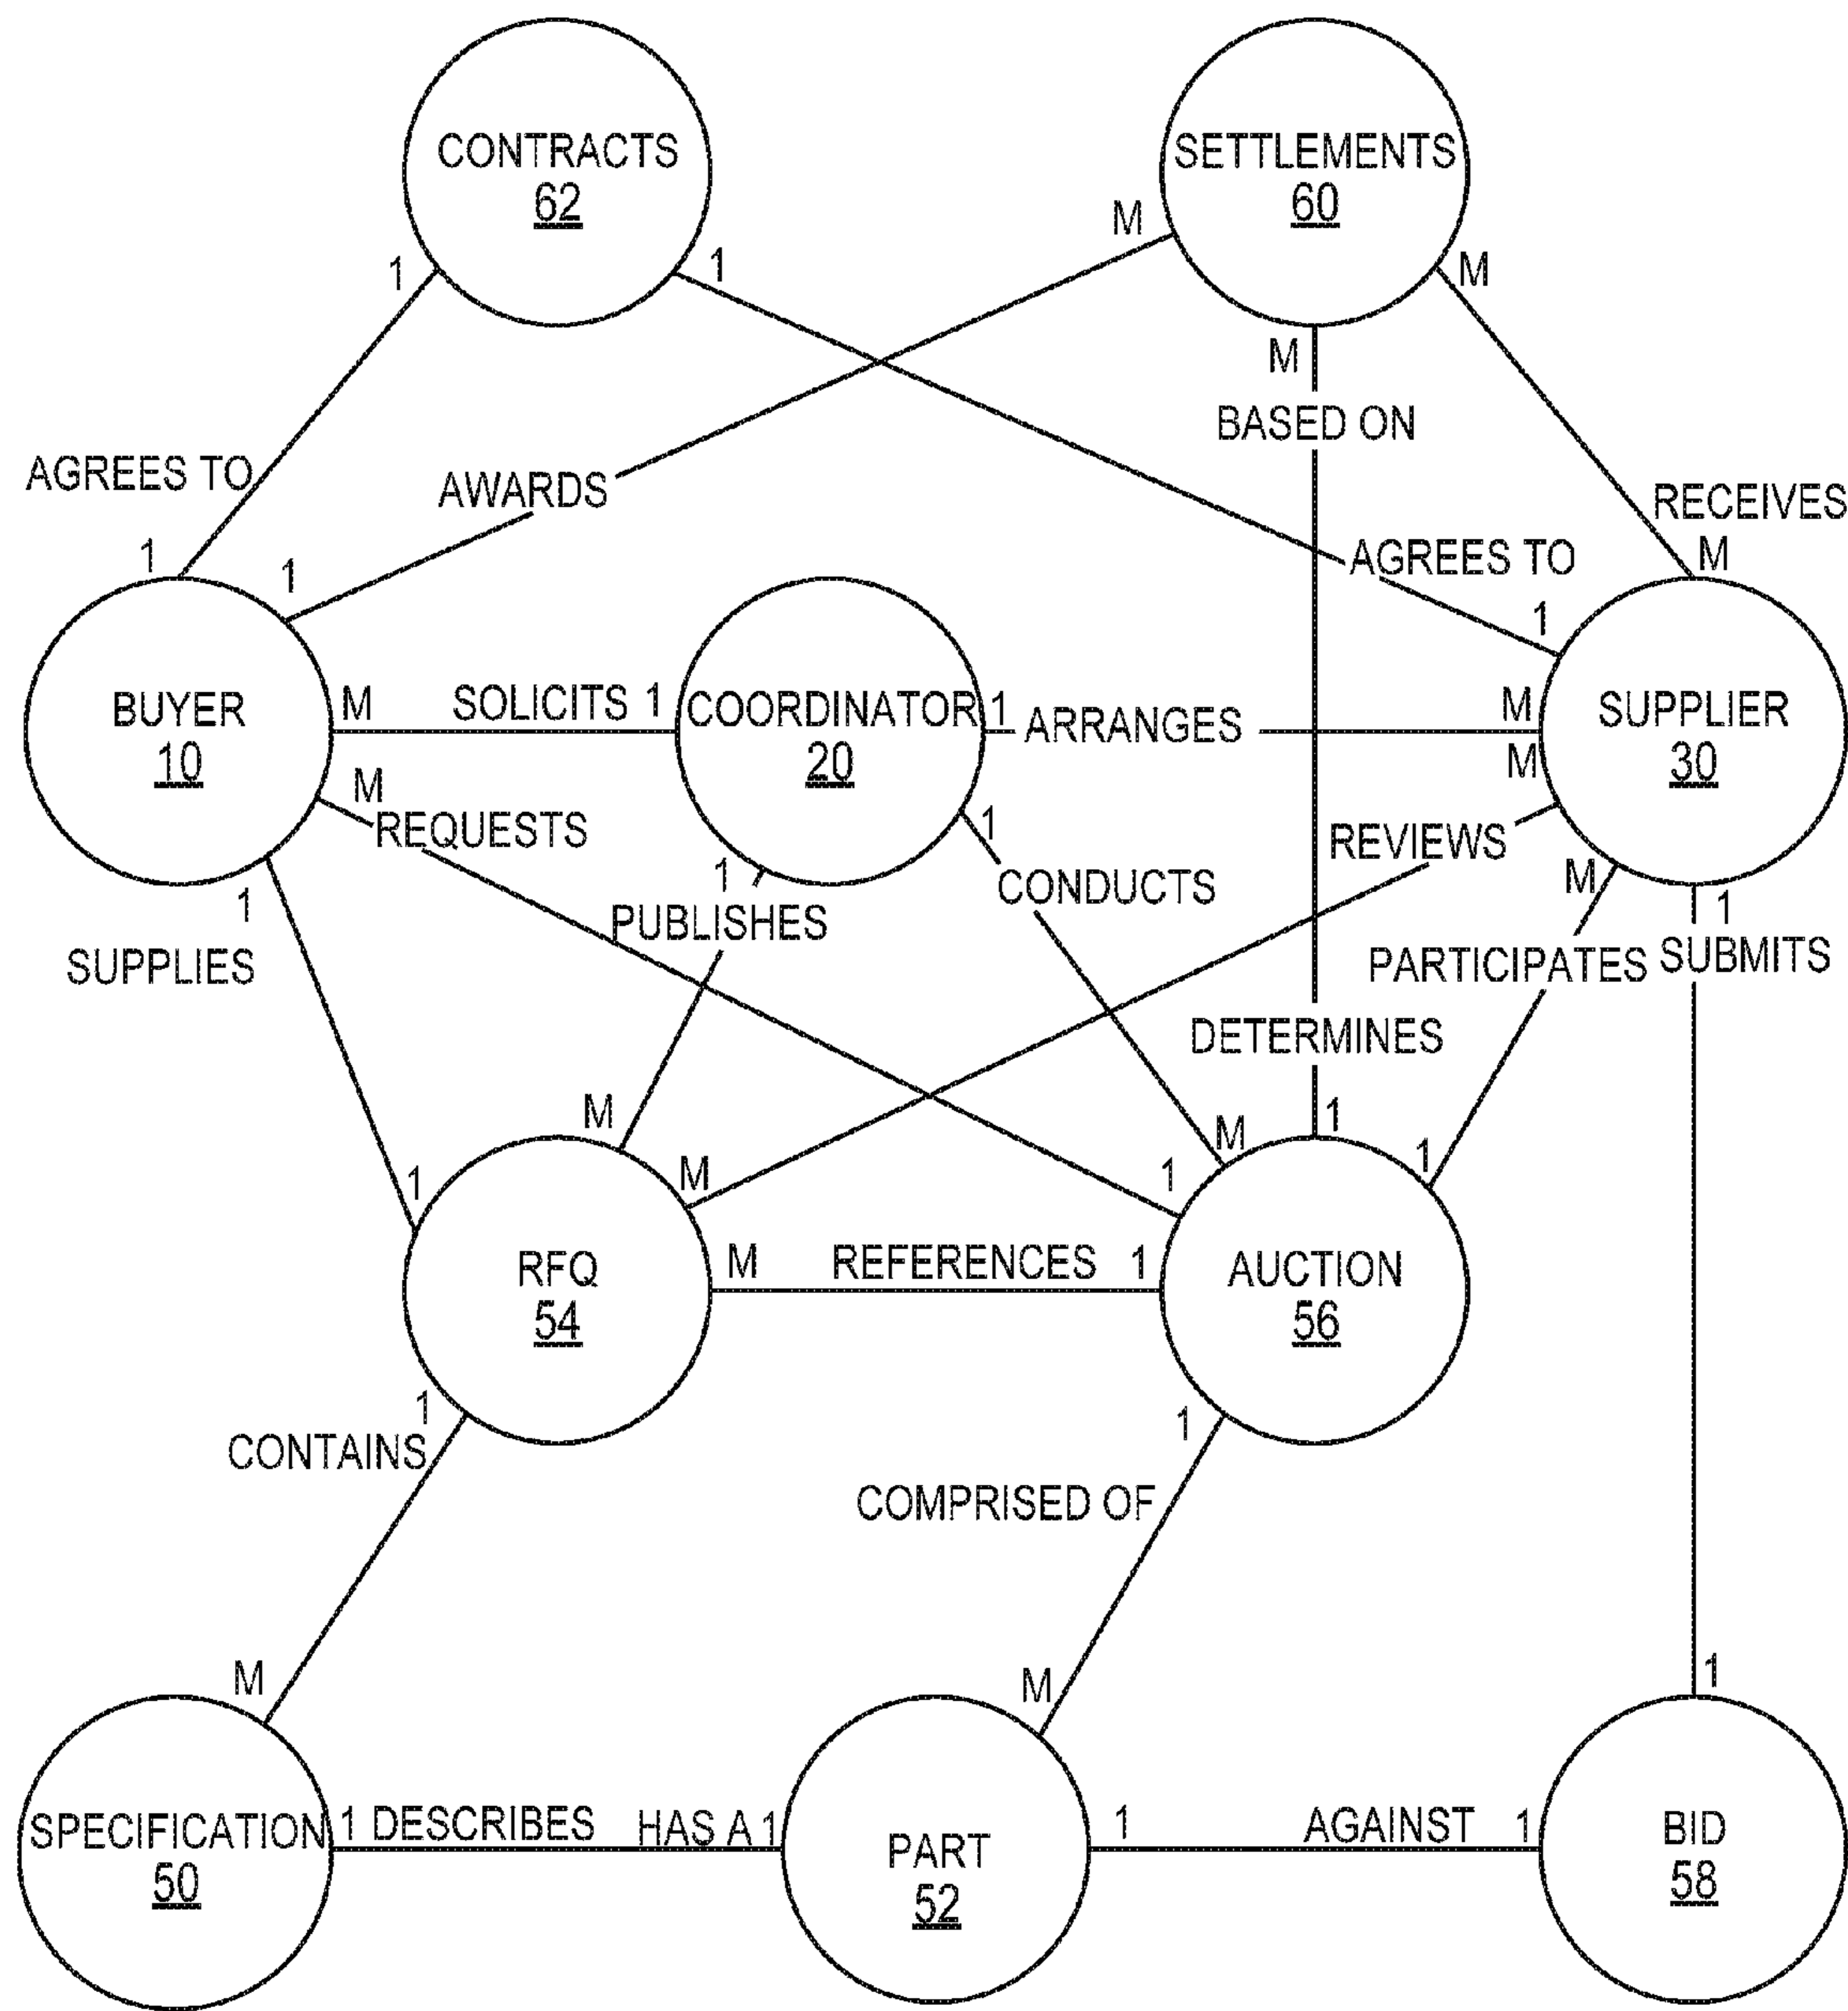 CONTRACTS
62
SETTLEMENTS
60
M
1
1
M
M
BASED ON
AGREES TO
AWARDS
RECEIVES
1
1
AGREES TO
M
1
BUYER
10
M
SOLICITS
1
COORDINATOR
20
1
ARRANGES
M
SUPPLIER
30
M
M
REQUESTS
1
REVIEWS
1
1
CONDUCTS
M
1
SUPPLIES
PUBLISHES
PARTICIPATES
SUBMITS
DETERMINES
M
M
1
M
1
1
1
RFQ
54
M
REFERENCES
1
AUCTION
56
1
CONTAINS
1
COMPRISED OF
M
M
1
SPECIFICATION
50
1
DESCRIBES
HAS A
1
PART
52
1
AGAINST
1
BID
58